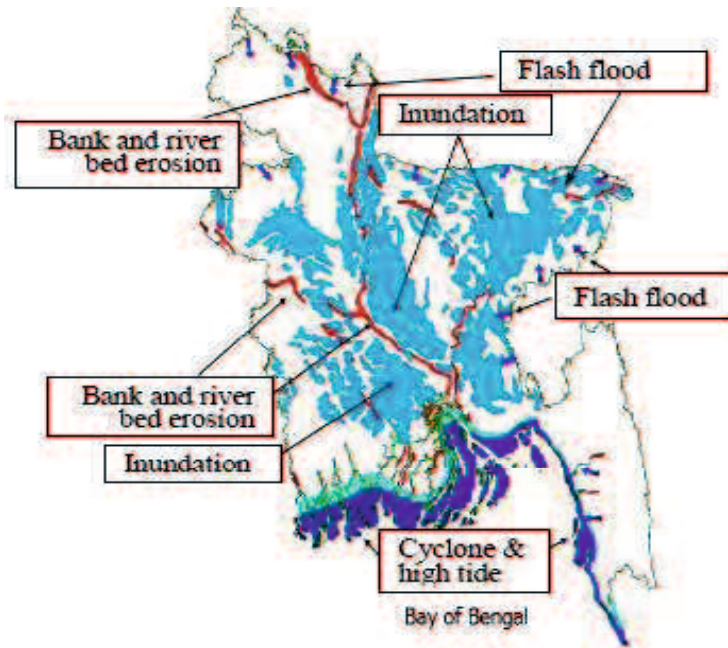 Flash flood
Inundation
Bank and river
bed erosion
Flash flood
Bank and river
bed erosion
Inundation
Cyclone &
high tide
Bay of Bengal